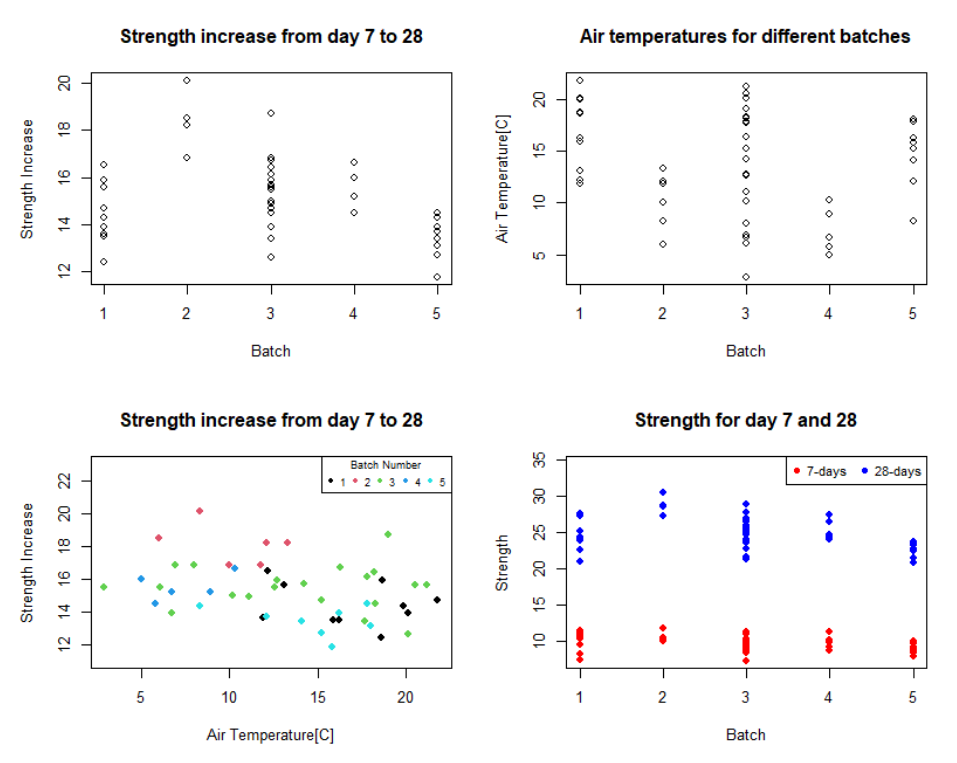 Strength increase from day 7 to 28
Strength Increase
20
18
16
14
12
1 2 3 4 5
Batch
Air temperatures for different batches
Air Temperature[C]
20
15
10
5
1 2 3 4 5
Batch
Strength increase from day 7 to 28
Batch Number
1 2 3 4 5
Strength Increase
22
20
18
16
14
12
5 10 15 20
Air Temperature[C]
Strength for day 7 and 28
7-days 28-days
Strength
35
30
25
20
15
10
1 2 3 4 5
Batch